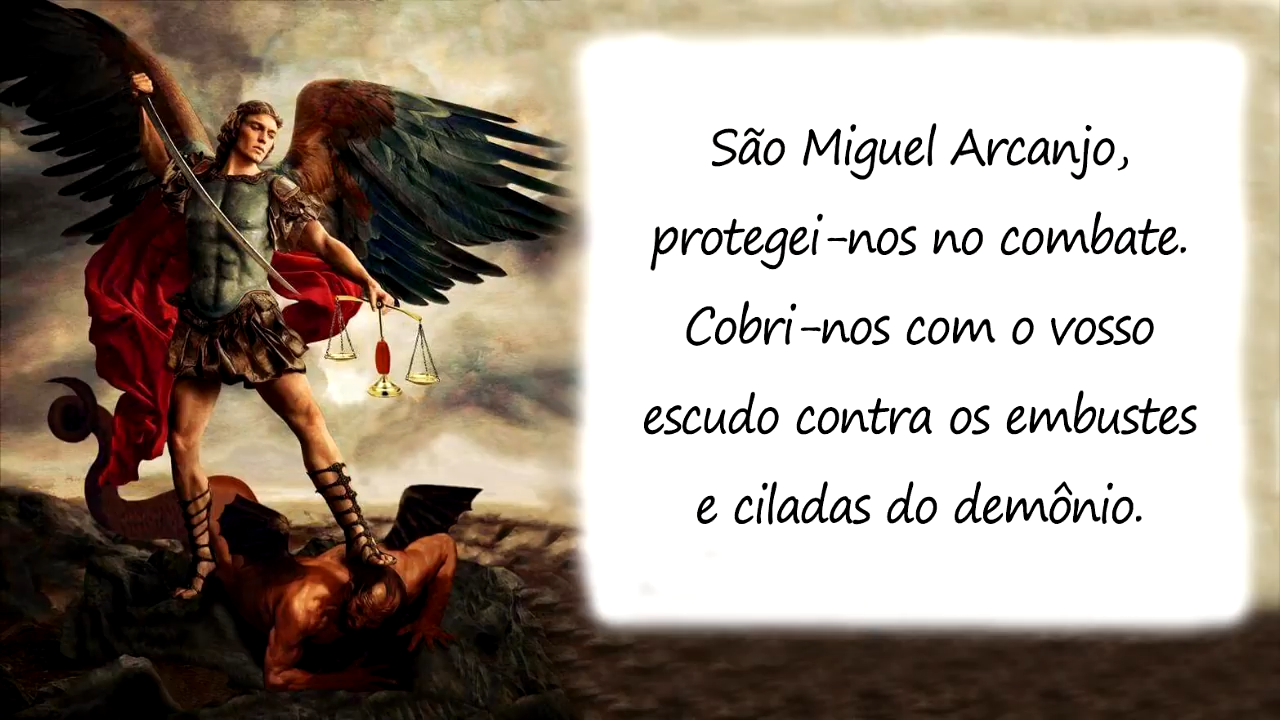 São Miguel Arcanjo,
protegei-nos no combate.
Cobri-nos com o vosso
escudo contra os embustes
e ciladas do demônio.